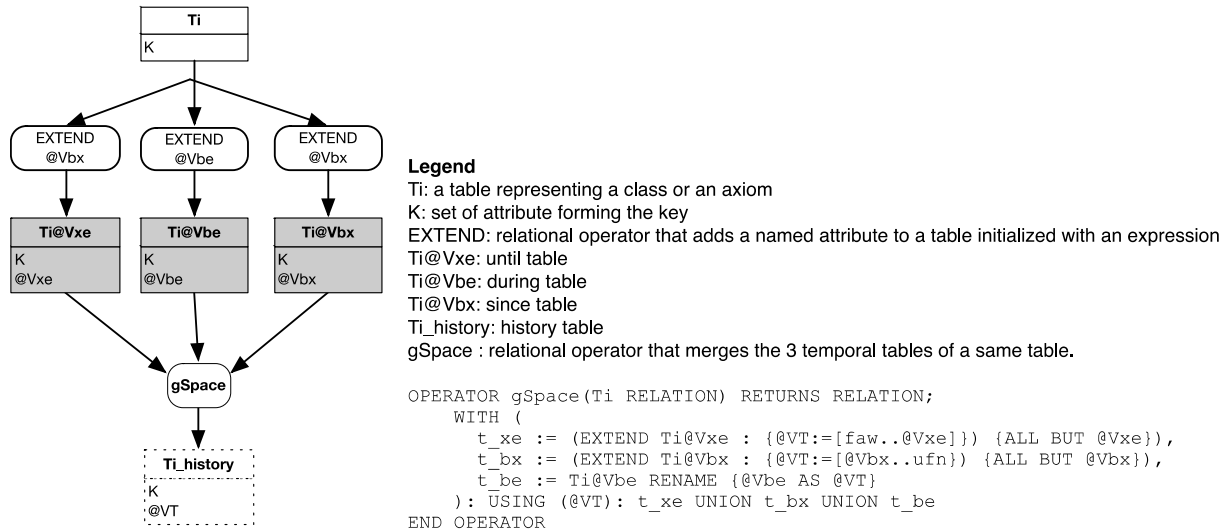 Ti
K
EXTEND
@Vbx
EXTEND
@Vbe
EXTEND
@Vbx
Ti@Vxe
K
@Vxe
Ti@Vbe
K
@Vbe
Ti@Vbx
K
@Vbx
gSpace
Ti_history
K
@VT
Legend
Ti: a table representing a class or an axiom
K: set of attribute forming the key
EXTEND: relational operator that adds a named attribute to a table initialized with an expression
Ti@Vxe: until table
Ti@Vbe: during table
Ti@Vbx: since table
Ti_history: history table
gSpace : relational operator that merges the 3 temporal tables of a same table.
OPERATOR gSpace(Ti RELATION) RETURNS RELATION;
WITH (
t_xe := (EXTEND Ti@Vxe : {@VT:=[faw..@Vxe]}) {ALL BUT @Vxe}),
t_bx := (EXTEND Ti@Vbx : {@VT:=[@Vbx..ufn}) {ALL BUT @Vbx}),
t_be := Ti@Vbe RENAME {@Vbe AS @VT}
): USING (@VT): t_xe UNION t_bx UNION t_be
END OPERATOR